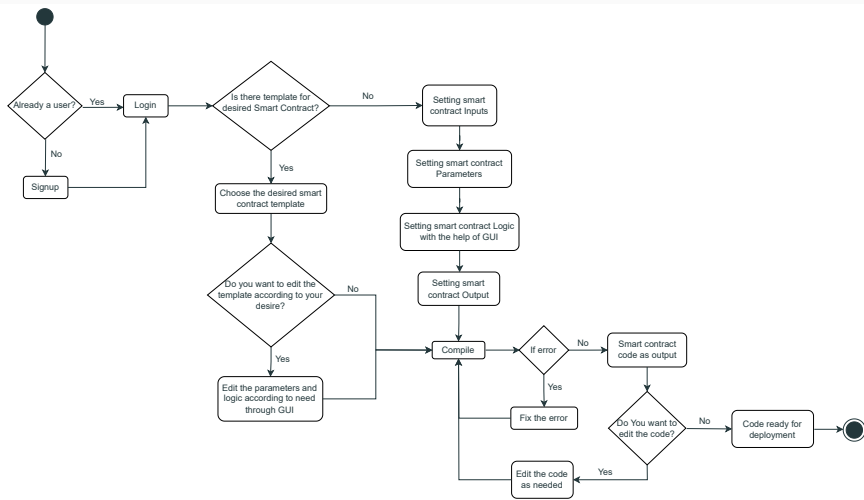 Already a user?
Yes
Login
No
Signup
Is there template for
desired Smart Contract?
No
Yes
Choose the desired smart
contract template
Do you want to edit the
template according to your
desire?
No
Yes
Edit the parameters and
logic according to need
through GUI
Setting smart
contract Inputs
Setting smart contract
Parameters
Setting smart contract Logic
with the help of GUI
Setting smart
contract Output
Compile
If error
No
Yes
Fix the error
Smart contract
code as output
Do You want to
edit the code?
No
Yes
Edit the code
as needed
Code ready for
deployment